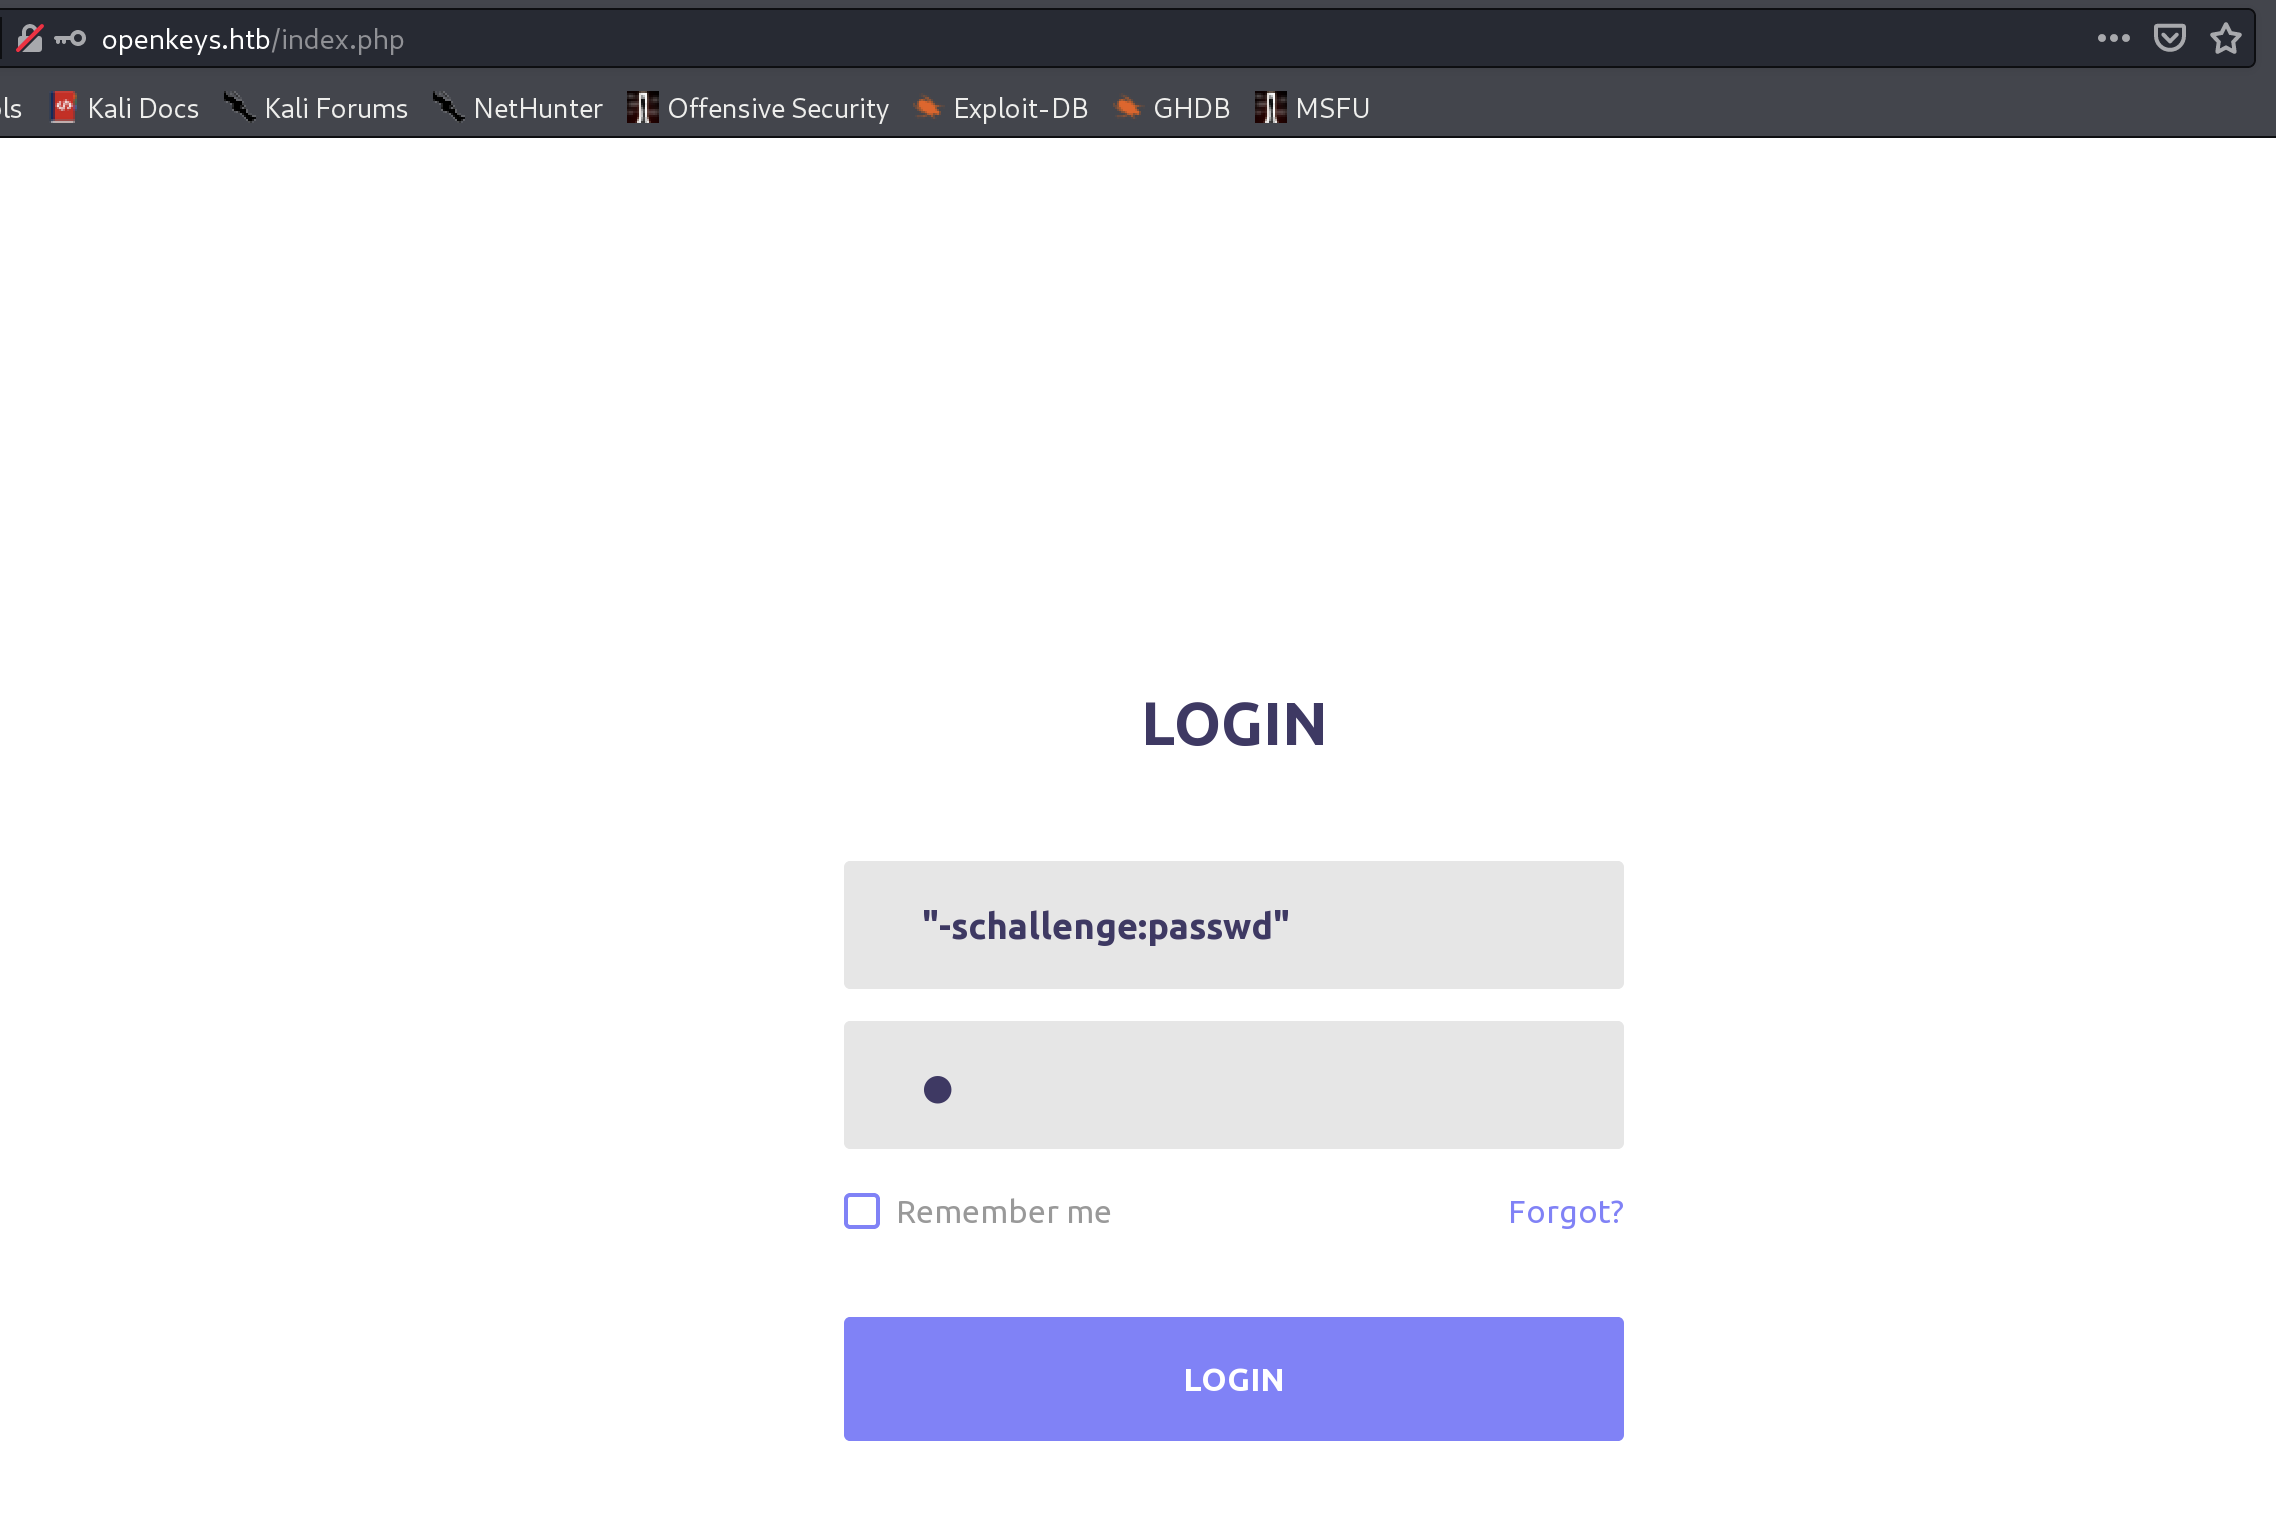 openkeys.htb/index.php
ls Kali Docs Kali Forums NetHunter Offensive Security Exploit-DB GHDB MSFU
LOGIN
"-schallenge:passwd"
Remember me Forgot?
LOGIN